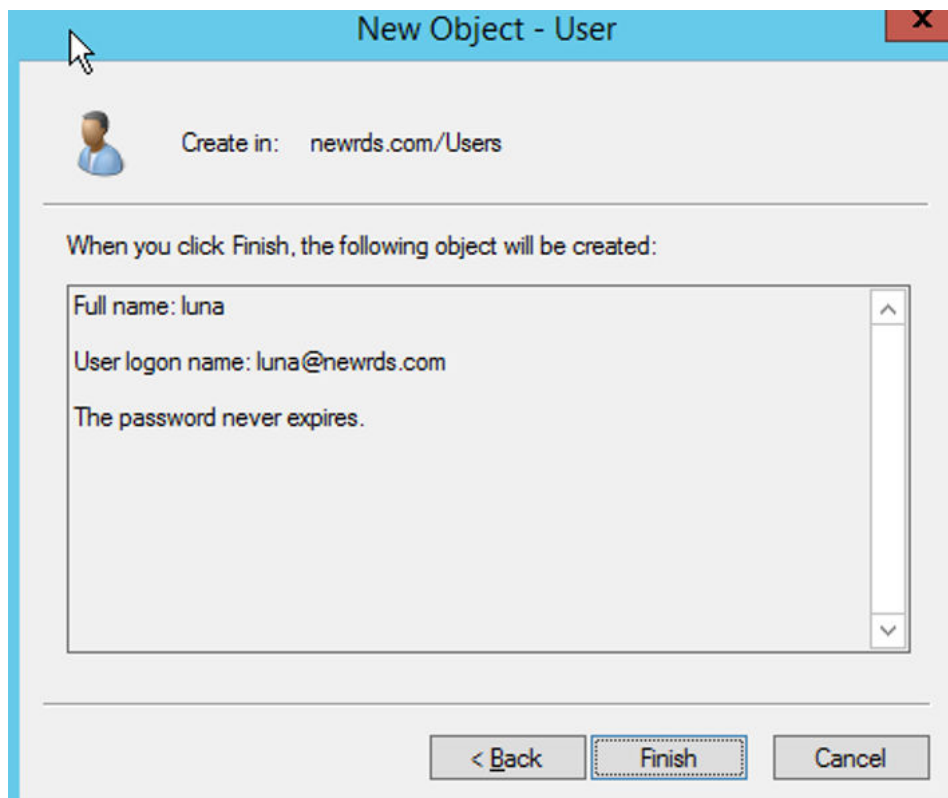 New Object - User
X
Create in: newrds.com/Users
When you click Finish, the following object will be created:
Full name: luna
User logon name: luna@newrds.com
The password never expires.
< Back Finish Cancel